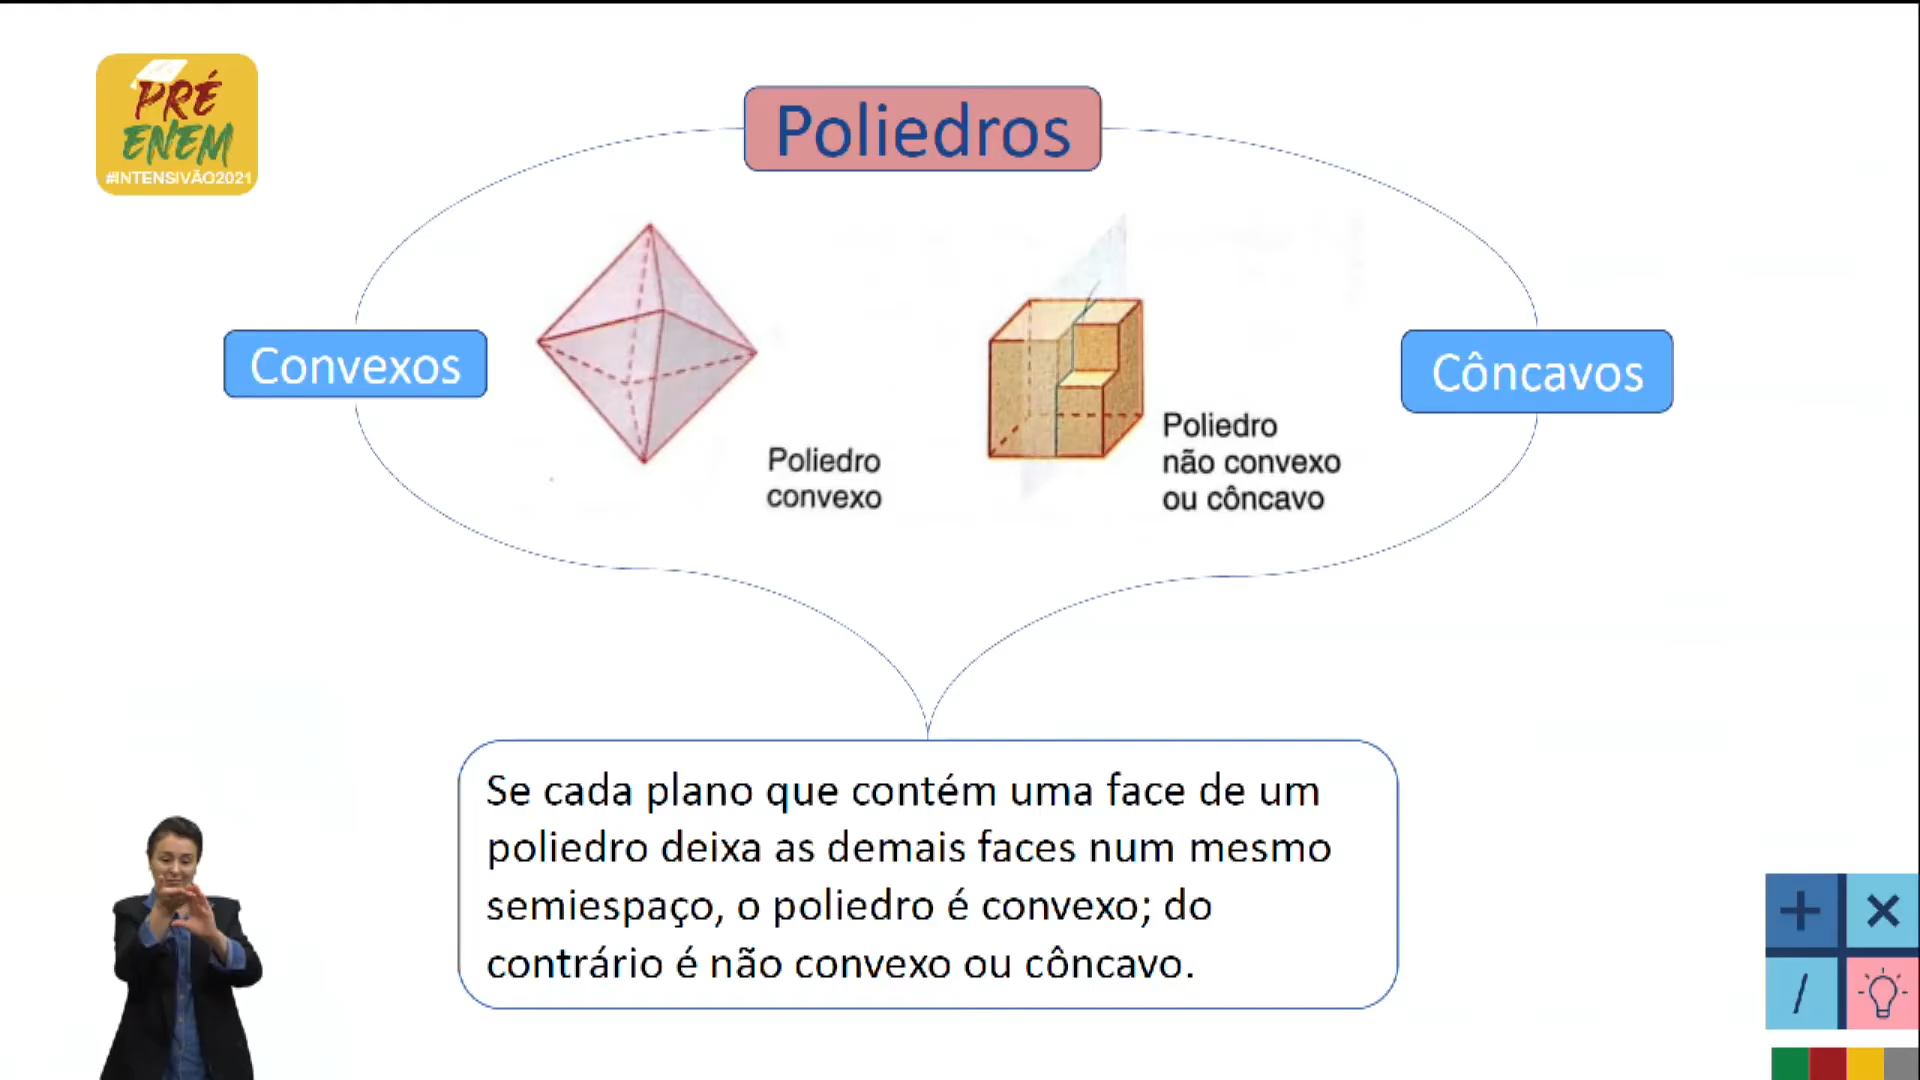 PRÉ
ENEM
#INTENSIVÃO2021
Poliedros
Convexos
Côncavos
Poliedro
convexo
Poliedro
não convexo
ou côncavo
Se cada plano que contém uma face de um
poliedro deixa as demais faces num mesmo
semiespaço, o poliedro é convexo; do
contrário é não convexo ou côncavo.